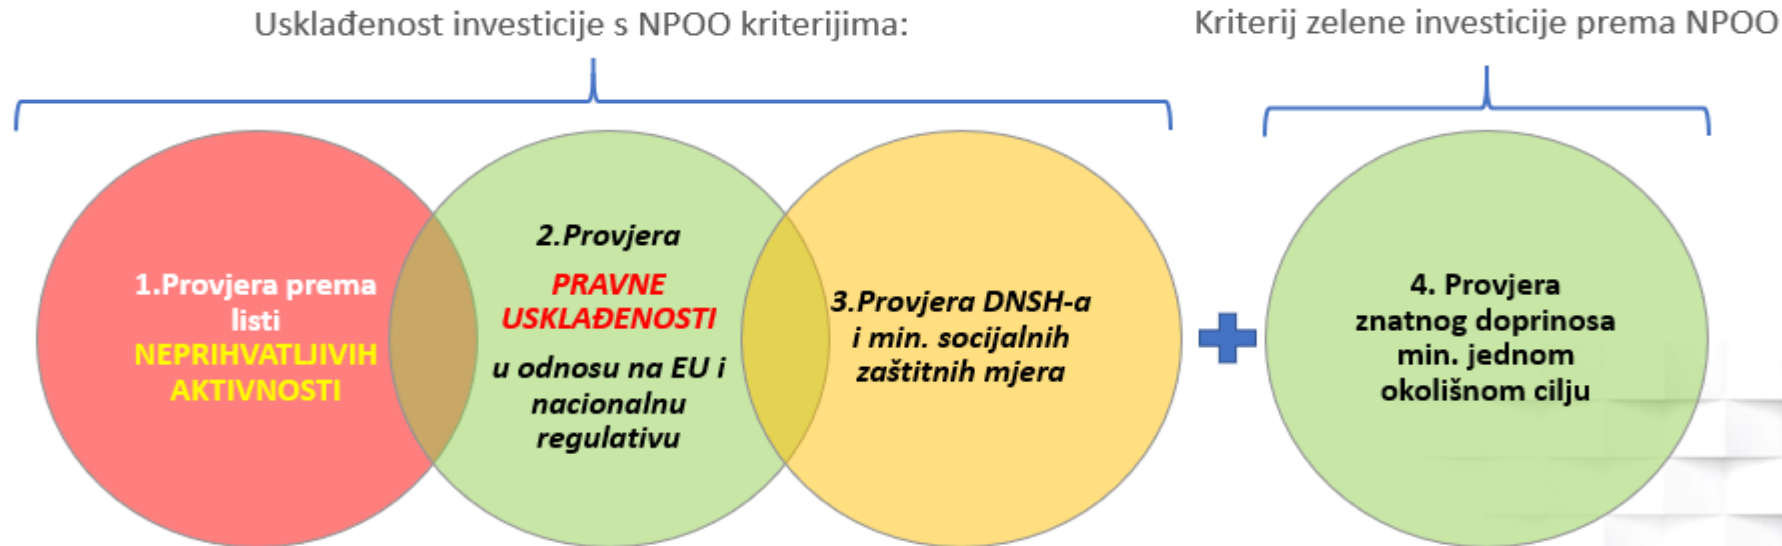 Usklađenost investicije s NPOO kriterijima:
Kriterij zelene investicije prema NPOO
1.Provjera prema
listi
NEPRIHVATLJIVIH
AKTIVNOSTI
2.Provjera
PRAVNE
USKLAĐENOSTI
u odnosu na EU i
nacionalnu
regulativu
3.Provjera DNSH-a
i min. socijalnih
zaštitnih mjera
4. Provjera
znatnog doprinosa
min. jednom
okolišnom cilju